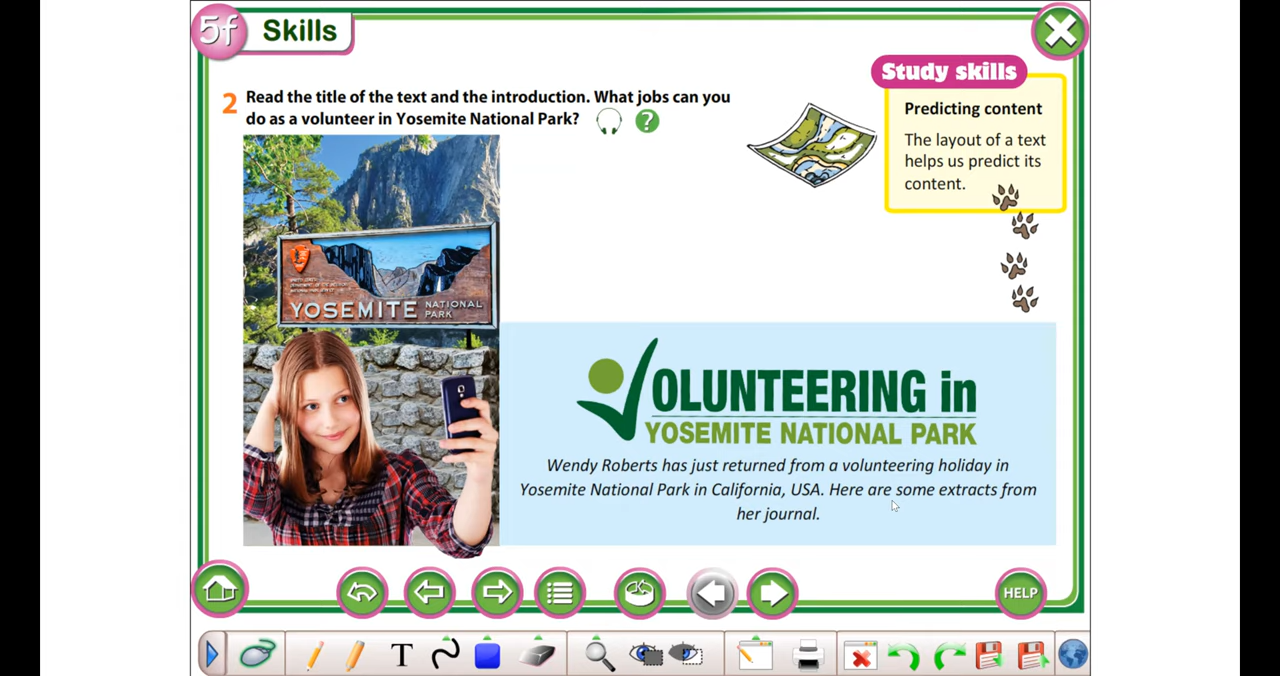 5f Skills
2 Read the title of the text and the introduction. What jobs can you
do as a volunteer in Yosemite National Park?
?
Study skills
Predicting content
The layout of a text
helps us predict its
content.
YOSEMITE NATIONAL
PARK
VOLUNTEERING in
YOSEMITE NATIONAL PARK
Wendy Roberts has just returned from a volunteering holiday in
Yosemite National Park in California, USA. Here are some extracts from
her journal.
HELP
T